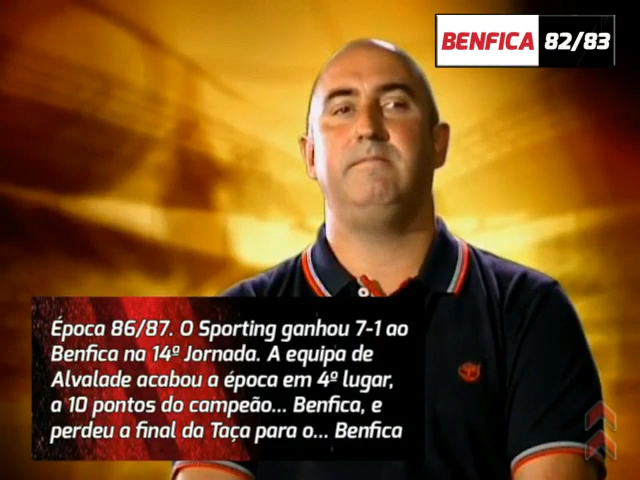 BENFICA 82/83
Época 86/87. O Sporting ganhou 7-1 ao
Benfica na 14ª Jornada. A equipa de
Alvalade acabou a época em 4º lugar,
a 10 pontos do campeão... Benfica, e
perdeu a final da Taça para o... Benfica